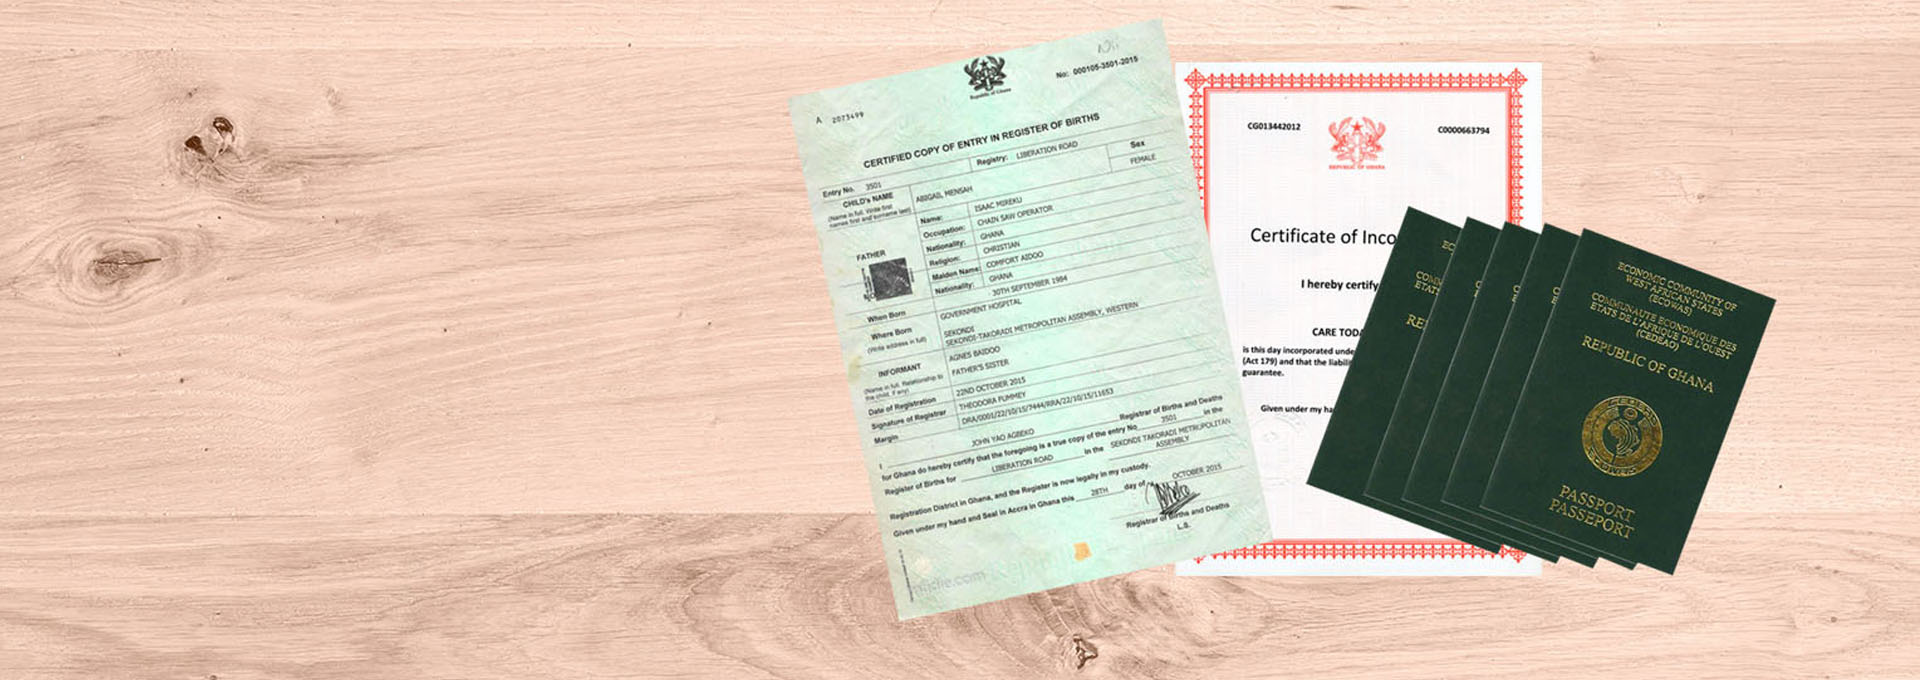 A 2073499
Republic of Ghana
No: 000105-3501-2015
CERTIFIED COPY OF ENTRY IN REGISTER OF BIRTHS
Entry No. 3501
Registry: LIBERATION ROAD
Sex
FEMALE
CHILD's NAME
(Name in full. Write first
names first and surname last)
ABIGAIL MENSAH
FATHER
Name: ISAAC MIREKU
Occupation: CHAIN SAW OPERATOR
Nationality: GHANA
Religion: CHRISTIAN
Maiden Name: COMFORT AIDOO
Nationality: GHANA
When Born 30TH SEPTEMBER 1984
Where Born GOVERNMENT HOSPITAL
(Write address in full) SEKONDI
SEKONDI-TAKORADI METROPOLITAN ASSEMBLY, WESTERN
INFORMANT AGNES BAIDOO
(Name in full. Relationship to
the child, if any) FATHER'S SISTER
Date of Registration 22ND OCTOBER 2015
Signature of Registrar THEODORA FUMMEY
Margin DRA/0001/22/10/15/7444/RRA/22/10/15/11653
I JOHN YAO AGBEKO Registrar of Births and Deaths
for Ghana do hereby certify that the foregoing is a true copy of the entry No 3501 in the
Register of Births for LIBERATION ROAD in the SEKONDI TAKORADI METROPOLITAN
ASSEMBLY
Registration District in Ghana, and the Register is now legally in my custody.
Given under my hand and Seal in Accra in Ghana this 28TH day of OCTOBER 2015
Registrar of Births and Deaths
L.S.
CG013442012
C0000663794
REPUBLIC OF GHANA
Certificate of Inco
I hereby certify
CARE TODA
is this day incorporated unde
(Act 179) and that the liabili
guarantee.
Given under my ha
EC
COM
ETAT
RE
ECONOMIC COMMUNITY OF
WEST AFRICAN STATES
(ECOWAS)
COMMUNAUTE ECONOMIQUE DES
ETATS DE L'AFRIQUE DE L'OUEST
(CEDEAO)
REPUBLIC OF GHANA
PASSPORT
PASSEPORT